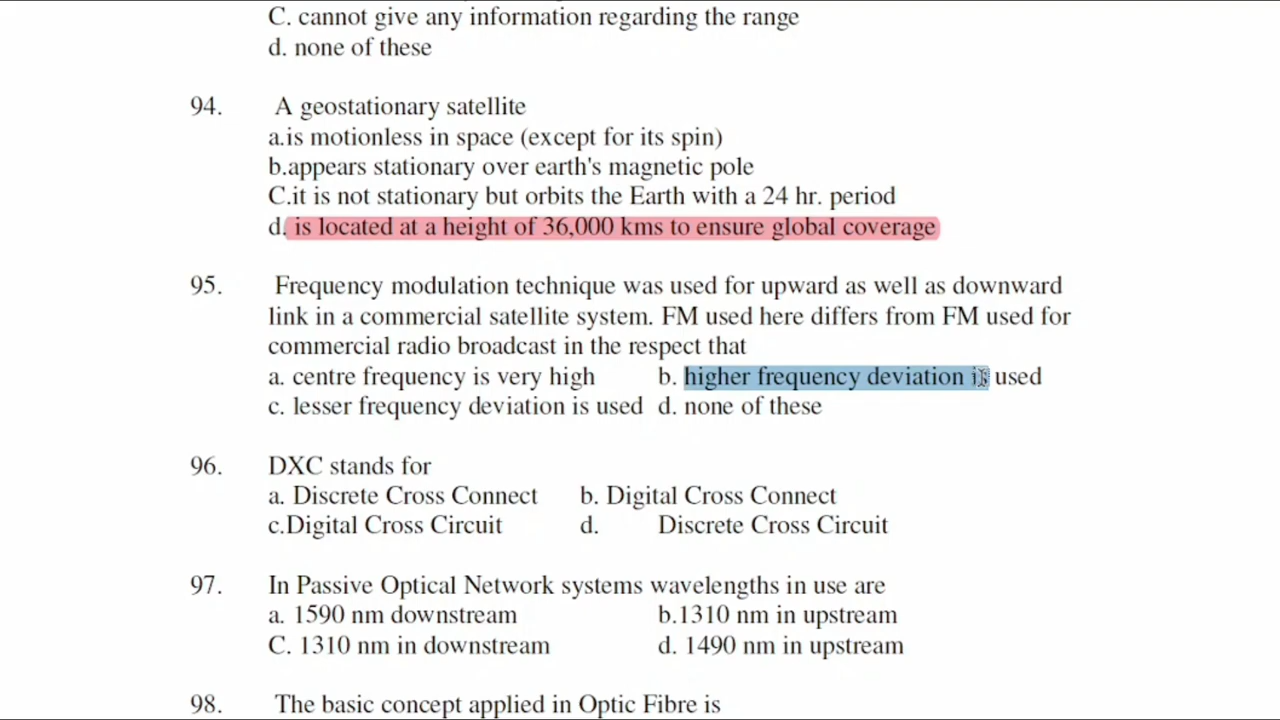 C. cannot give any information regarding the range
d. none of these
94. A geostationary satellite
a.is motionless in space (except for its spin)
b.appears stationary over earth's magnetic pole
C.it is not stationary but orbits the Earth with a 24 hr. period
d. is located at a height of 36,000 kms to ensure global coverage
95. Frequency modulation technique was used for upward as well as downward
link in a commercial satellite system. FM used here differs from FM used for
commercial radio broadcast in the respect that
a. centre frequency is very high b. higher frequency deviation is used
c. lesser frequency deviation is used d. none of these
96. DXC stands for
a. Discrete Cross Connect b. Digital Cross Connect
c.Digital Cross Circuit d. Discrete Cross Circuit
97. In Passive Optical Network systems wavelengths in use are
a. 1590 nm downstream b.1310 nm in upstream
C. 1310 nm in downstream d. 1490 nm in upstream
98. The basic concept applied in Optic Fibre is